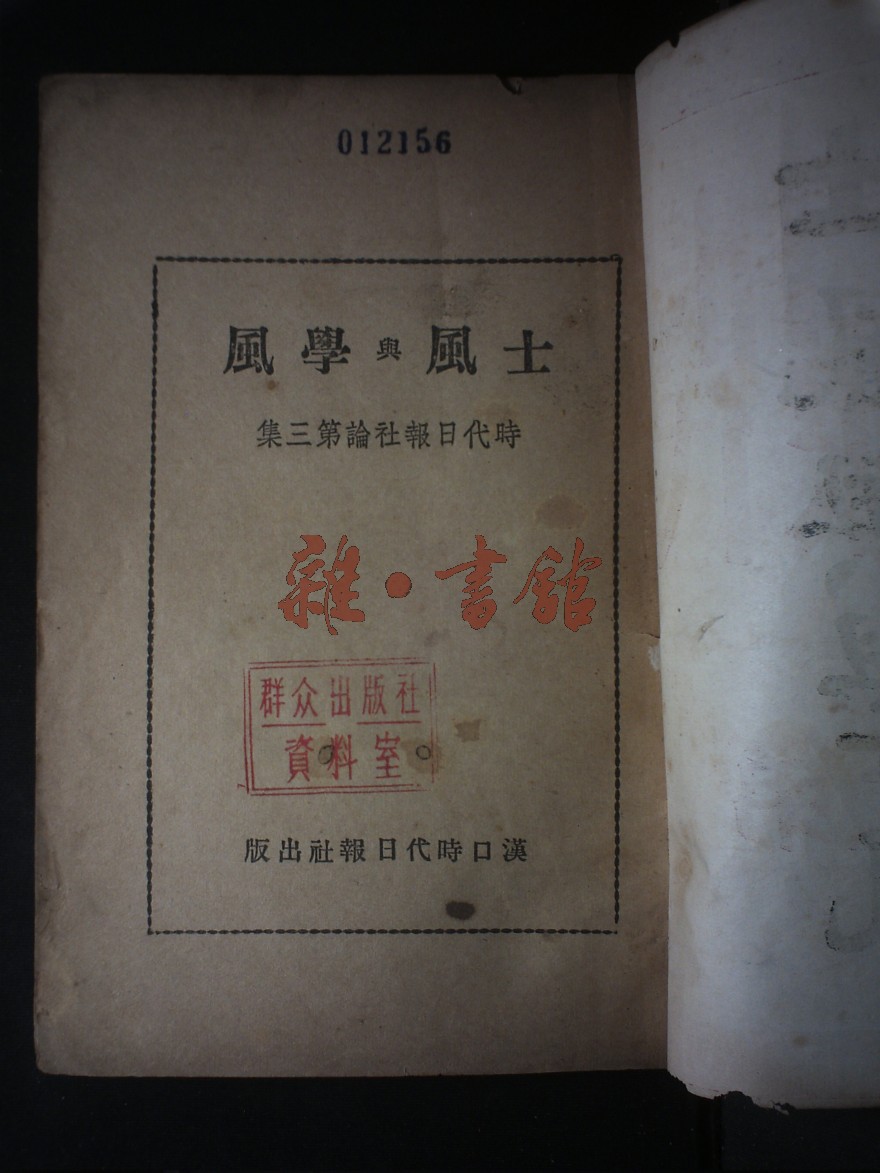 012156
士風與學風
時代日報社論第三集
雜·書館
群众出版社
資料室
漢口時代日報社出版